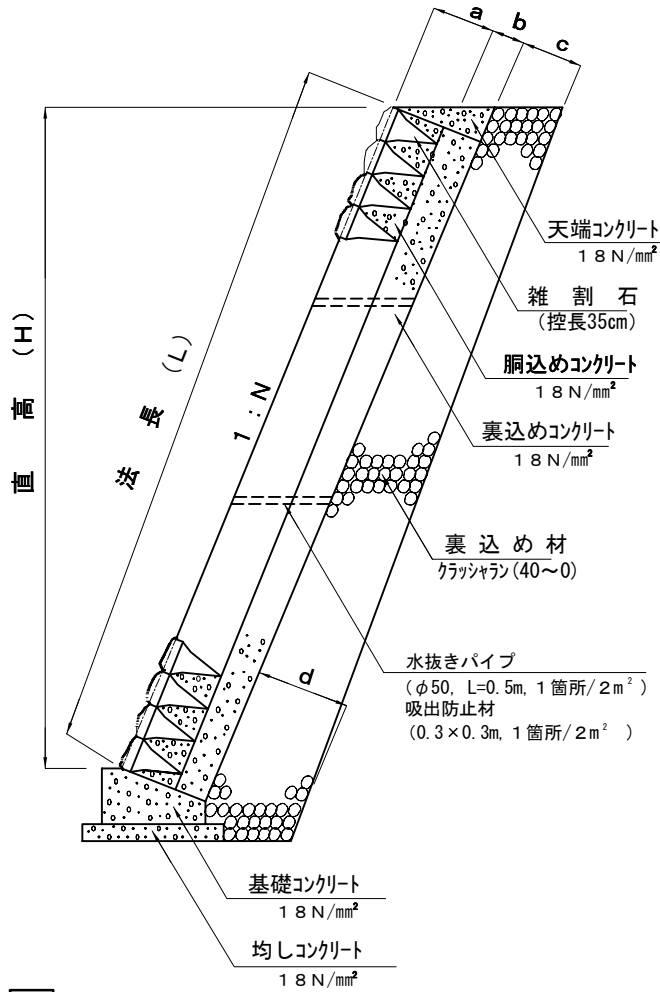 a
b
c
天端コンクリート
18N/mm²
雑 割 石
(控長35cm)
胴込めコンクリート
18N/mm²
裏込めコンクリート
18N/mm²
直 高 (H)
法 長 (L)
1 : N
裏 込 め 材
クラッシャラン(40〜0)
d
水抜きパイプ
(φ50, L=0.5m, 1箇所/2m²)
吸出防止材
(0.3×0.3m, 1箇所/2m² )
基礎コンクリート
18N/mm²
均しコンクリート
18N/mm²